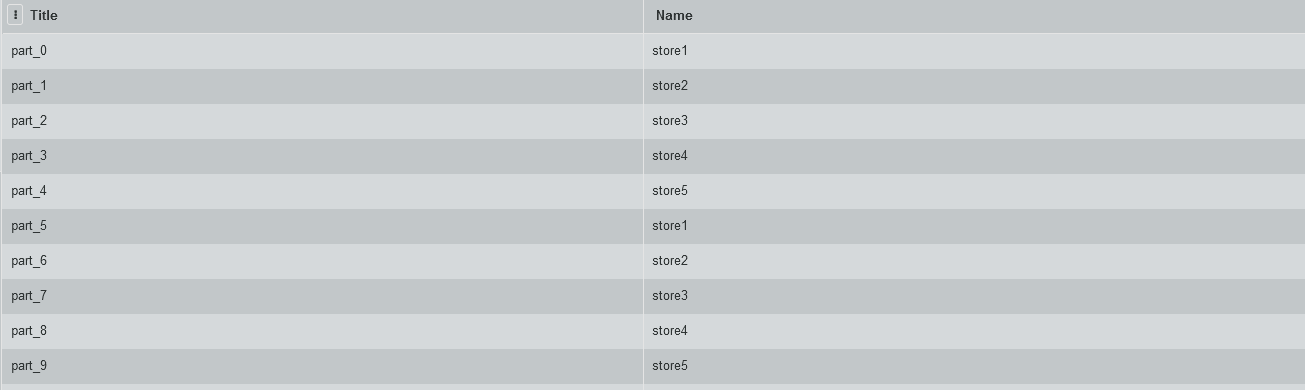 Title Name
part_0 store1
part_1 store2
part_2 store3
part_3 store4
part_4 store5
part_5 store1
part_6 store2
part_7 store3
part_8 store4
part_9 store5